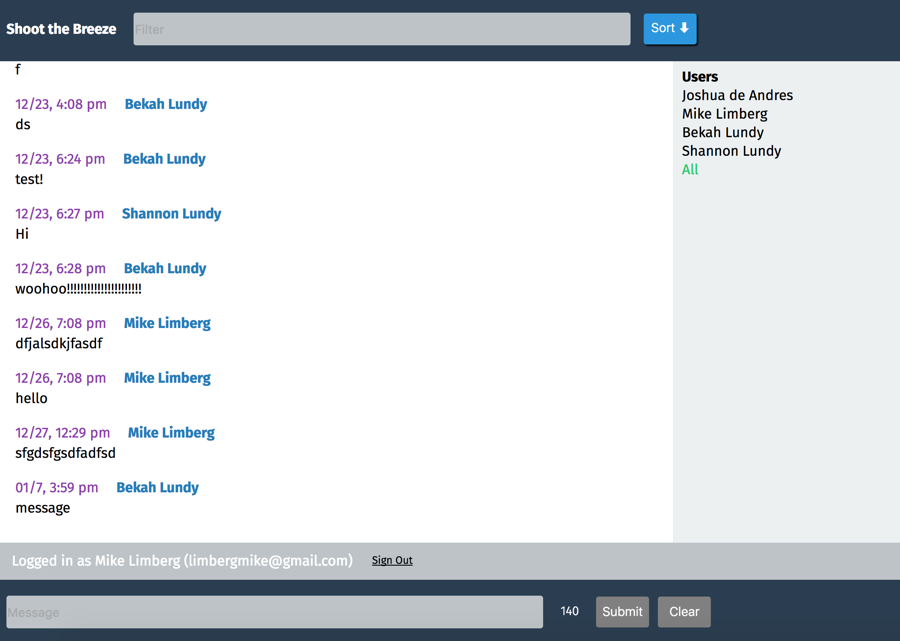 Shoot the Breeze
Filter
Sort ⬇
f
12/23, 4:08 pm Bekah Lundy
ds
12/23, 6:24 pm Bekah Lundy
test!
12/23, 6:27 pm Shannon Lundy
Hi
12/23, 6:28 pm Bekah Lundy
woohoo!!!!!!!!!!!!!!!!!!!!!!
12/26, 7:08 pm Mike Limberg
dfjalsdkjfasdf
12/26, 7:08 pm Mike Limberg
hello
12/27, 12:29 pm Mike Limberg
sfgdsfgsdfadfsd
01/7, 3:59 pm Bekah Lundy
message
Users
Joshua de Andres
Mike Limberg
Bekah Lundy
Shannon Lundy
All
Logged in as Mike Limberg (limbergmike@gmail.com) Sign Out
Message
140
Submit
Clear